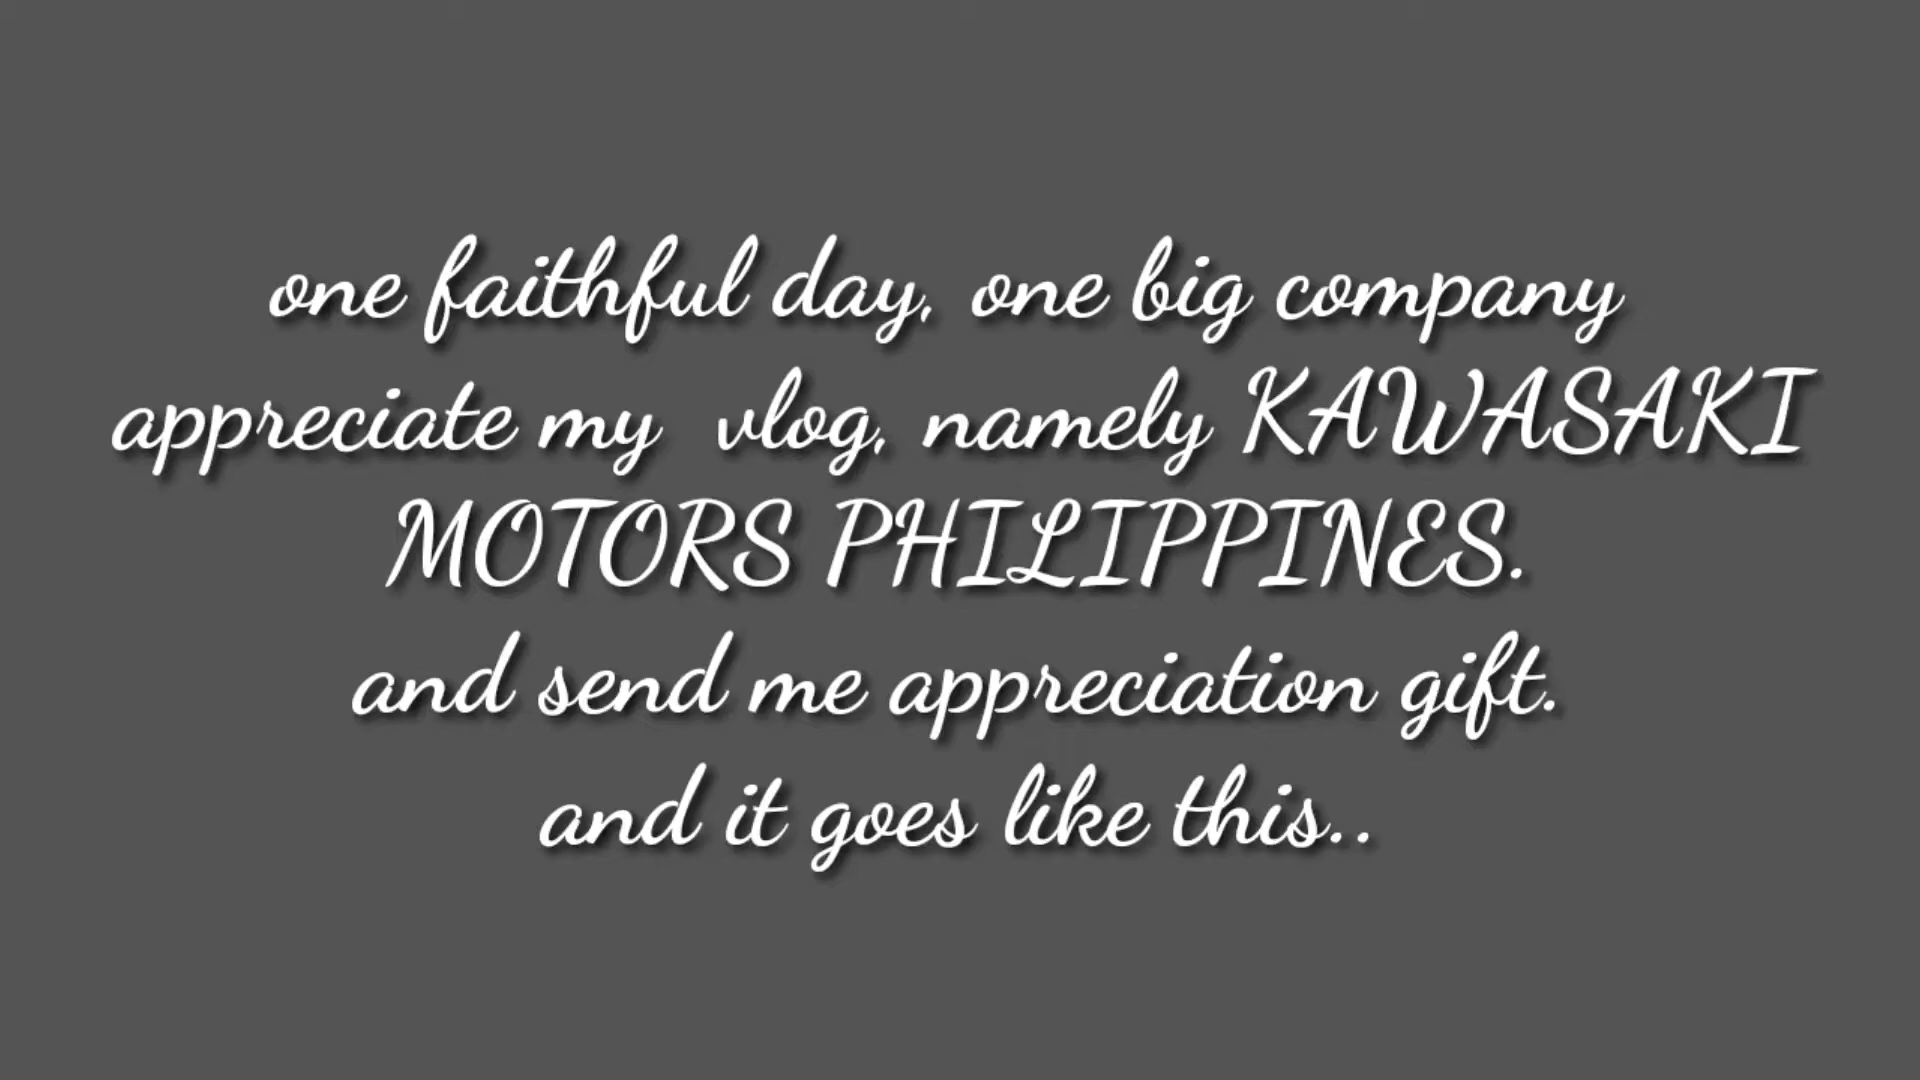 one faithful day, one big company
appreciate my vlog, namely KAWASAKI
MOTORS PHILIPPINES.
and send me appreciation gift.
and it goes like this..